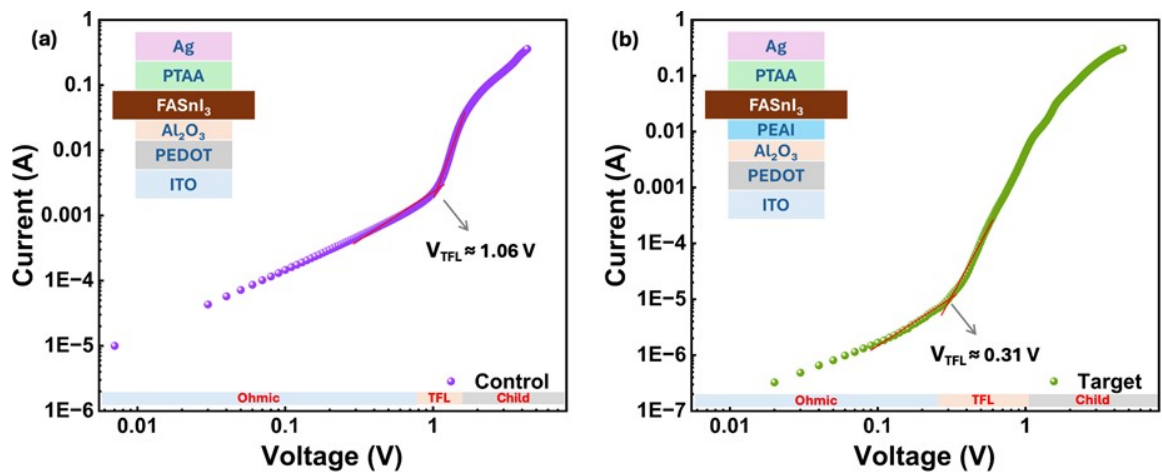 (a)
Ag
PTAA
FASnI₃
Al₂O₃
PEDOT
ITO
V_TFL ≈ 1.06 V
Control
Ohmic TFL Child
1
0.1
0.01
0.001
1E−4
1E−5
1E−6
Current (A)
0.01 0.1 1
Voltage (V)
(b)
Ag
PTAA
FASnI₃
PEAI
Al₂O₃
PEDOT
ITO
V_TFL ≈ 0.31 V
Target
Ohmic TFL Child
1
0.1
0.01
0.001
1E−4
1E−5
1E−6
1E−7
Current (A)
0.01 0.1 1
Voltage (V)